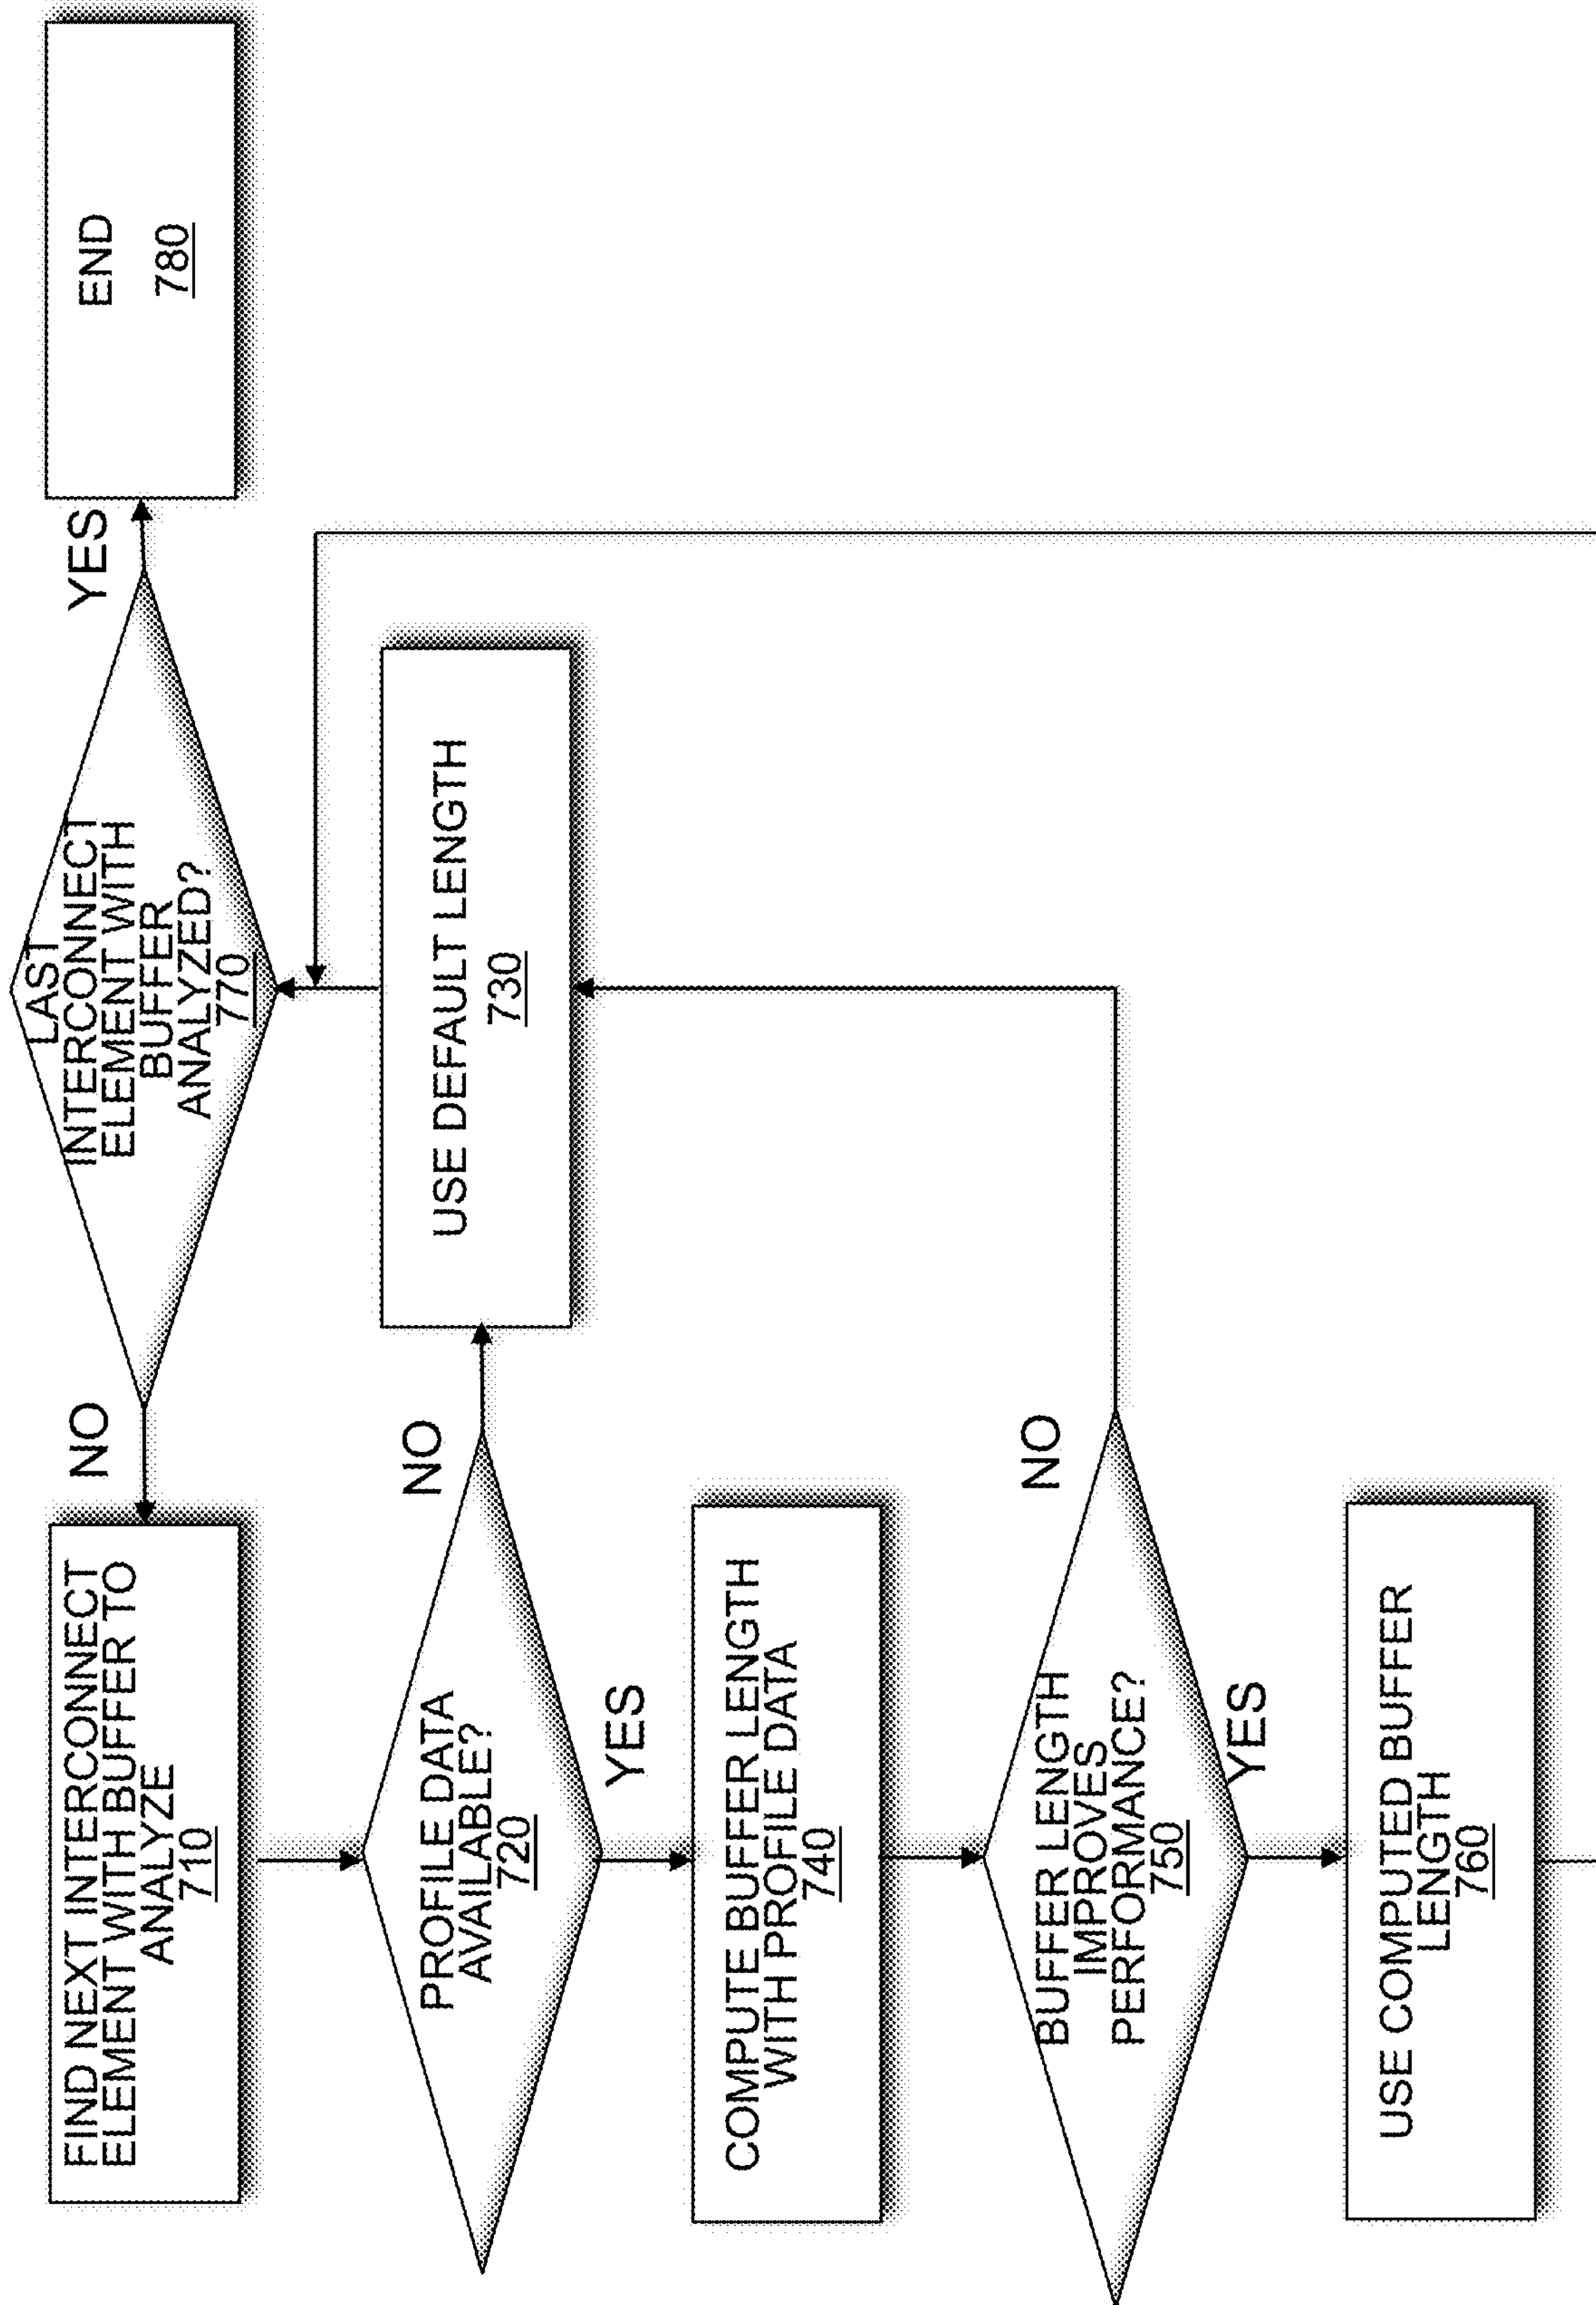 FIND NEXT INTERCONNECT
ELEMENT WITH BUFFER TO
ANALYZE
710
NO
LAST
INTERCONNECT
ELEMENT WITH
BUFFER
ANALYZED?
770
YES
END
780
PROFILE DATA
AVAILABLE?
720
NO
USE DEFAULT LENGTH
730
YES
COMPUTE BUFFER LENGTH
WITH PROFILE DATA
740
BUFFER LENGTH
IMPROVES
PERFORMANCE?
750
NO
YES
USE COMPUTED BUFFER
LENGTH
760